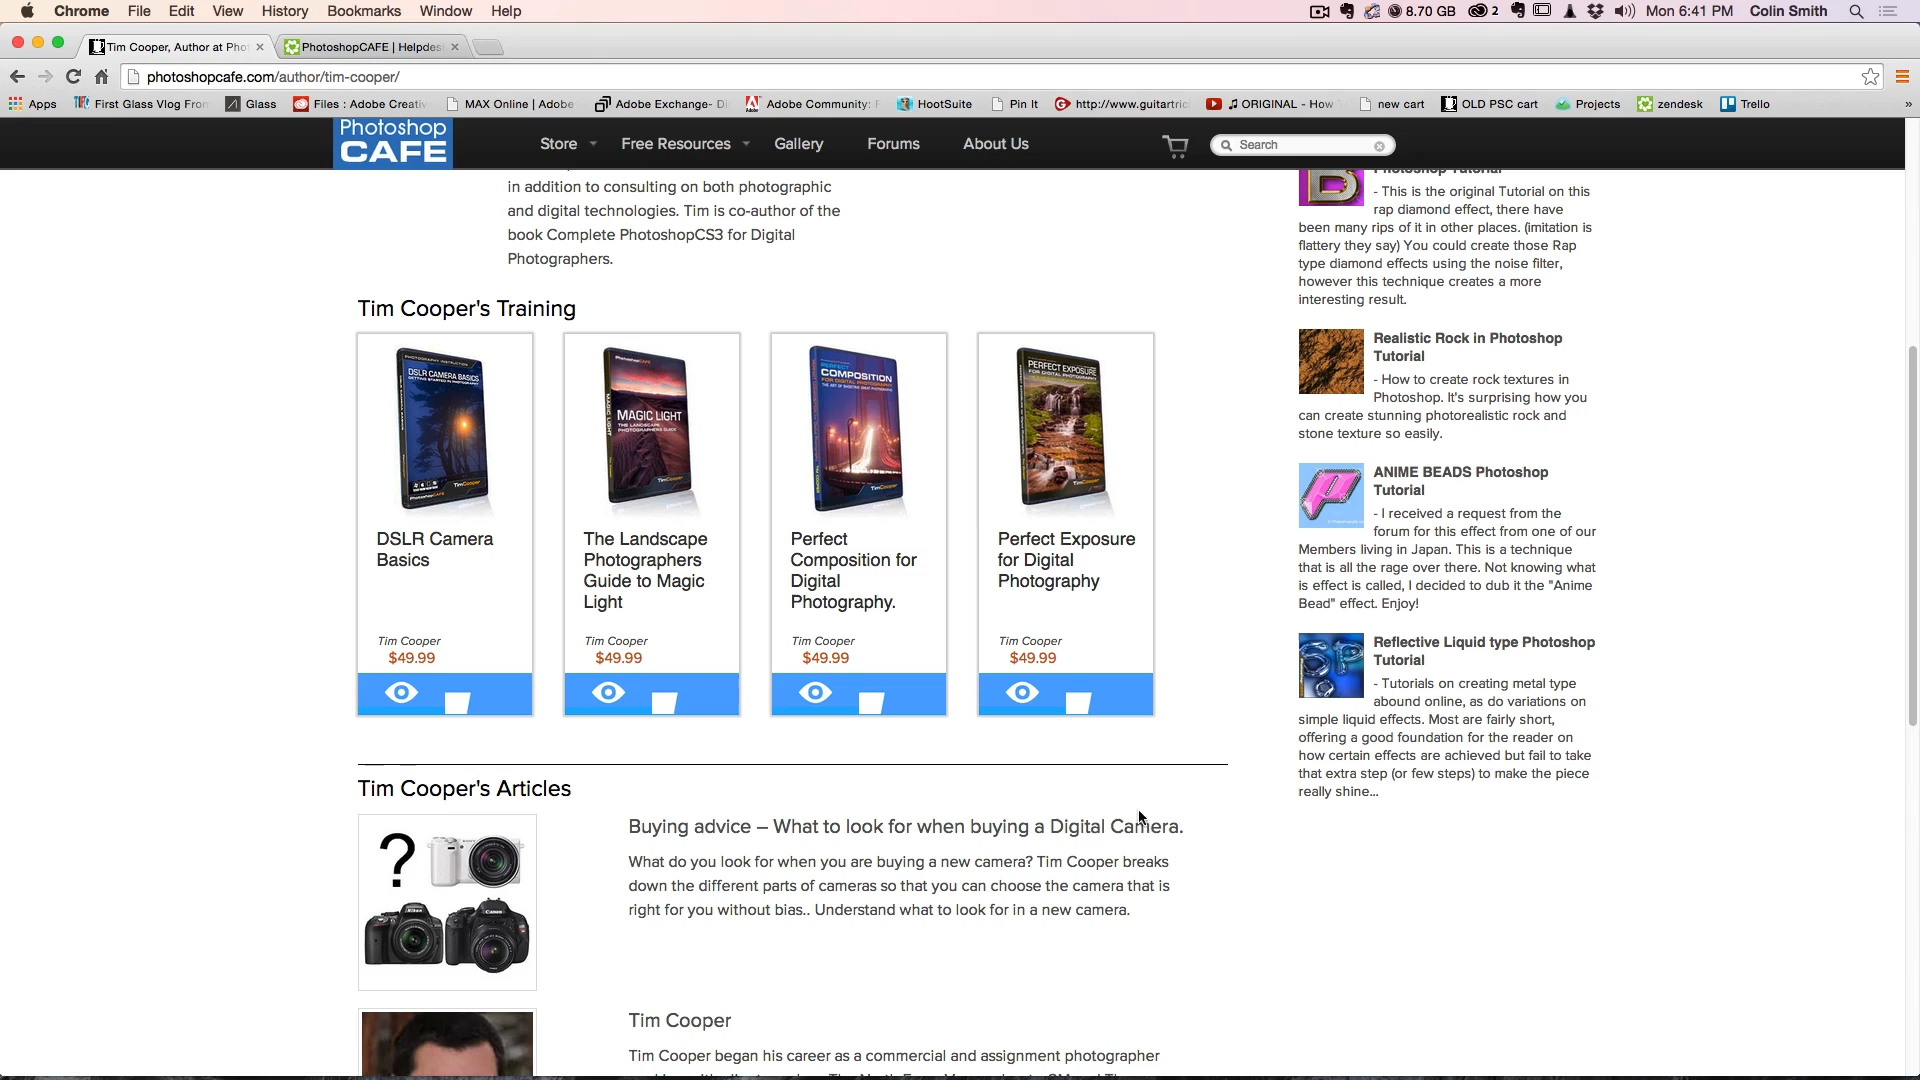 Chrome File Edit View History Bookmarks Window Help
8.70 GB 2 Mon 6:41 PM Colin Smith
Tim Cooper, Author at Phot
PhotoshopCAFE | Helpdes
photoshopcafe.com/author/tim-cooper/
Apps First Glass Vlog From Glass Files : Adobe Creativ MAX Online | Adobe Adobe Exchange- Di Adobe Community: F HootSuite Pin It http://www.guitartric ORIGINAL - How new cart OLD PSC cart Projects zendesk Trello »
Photoshop
CAFE
Store Free Resources Gallery Forums About Us Search
in addition to consulting on both photographic
and digital technologies. Tim is co-author of the
book Complete PhotoshopCS3 for Digital
Photographers.
Tim Cooper's Training
PHOTOGRAPHY INSTRUCTION
DSLR CAMERA BASICS
GETTING STARTED IN PHOTOGRAPHY
TimCooper
PhotoshopCAFE
DSLR Camera
Basics
Tim Cooper
$49.99
PhotoshopCAFE
MAGIC LIGHT
MAGIC LIGHT
THE LANDSCAPE
PHOTOGRAPHERS GUIDE
TimCooper
The Landscape
Photographers
Guide to Magic
Light
Tim Cooper
$49.99
PERFECT
COMPOSITION
FOR DIGITAL PHOTOGRAPHY
THE ART OF SHOOTING GREAT PHOTOGRAPHS
TimCooper
Perfect
Composition for
Digital
Photography.
Tim Cooper
$49.99
PERFECT EXPOSURE
FOR DIGITAL PHOTOGRAPHY
TimCooper
Perfect Exposure
for Digital
Photography
Tim Cooper
$49.99
Tim Cooper's Articles
?
Nikon
Canon
Buying advice – What to look for when buying a Digital Camera.
What do you look for when you are buying a new camera? Tim Cooper breaks
down the different parts of cameras so that you can choose the camera that is
right for you without bias.. Understand what to look for in a new camera.
Tim Cooper
Tim Cooper began his career as a commercial and assignment photographer
B
Photoshop Tutorial
- This is the original Tutorial on this
rap diamond effect, there have
been many rips of it in other places. (imitation is
flattery they say) You could create those Rap
type diamond effects using the noise filter,
however this technique creates a more
interesting result.
Realistic Rock in Photoshop
Tutorial
- How to create rock textures in
Photoshop. It's surprising how you
can create stunning photorealistic rock and
stone texture so easily.
P
ANIME BEADS Photoshop
Tutorial
- I received a request from the
forum for this effect from one of our
Members living in Japan. This is a technique
that is all the rage over there. Not knowing what
is effect is called, I decided to dub it the "Anime
Bead" effect. Enjoy!
Reflective Liquid type Photoshop
Tutorial
- Tutorials on creating metal type
abound online, as do variations on
simple liquid effects. Most are fairly short,
offering a good foundation for the reader on
how certain effects are achieved but fail to take
that extra step (or few steps) to make the piece
really shine...